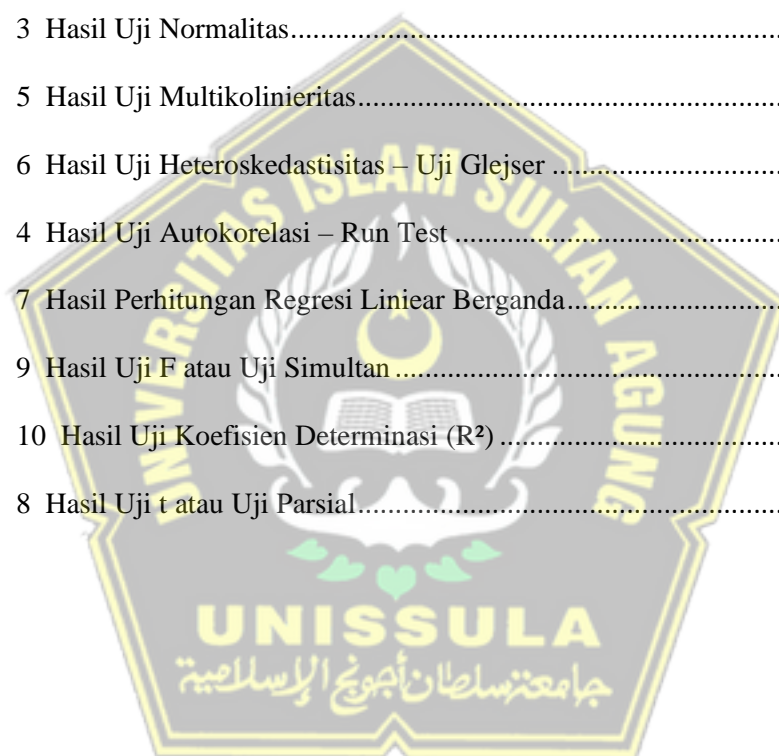 3 Hasil Uji Normalitas................................................................
5 Hasil Uji Multikolinieritas.......................................................
6 Hasil Uji Heteroskedastisitas – Uji Glejser ...............................
4 Hasil Uji Autokorelasi – Run Test ............................................
7 Hasil Perhitungan Regresi Liniear Berganda.............................
9 Hasil Uji F atau Uji Simultan ....................................................
10 Hasil Uji Koefisien Determinasi (R²) ......................................
8 Hasil Uji t atau Uji Parsial.........................................................
UNIVERSITAS ISLAM SULTAN AGUNG
UNISSULA
جامعة سلطان أجونج الإسلامية